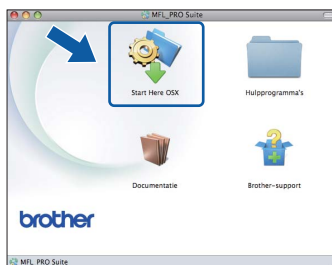 MFL_PRO Suite
Start Here OSX
Hulpprogramma's
Documentatie
Brother-support
brother
MFL_PRO Suite